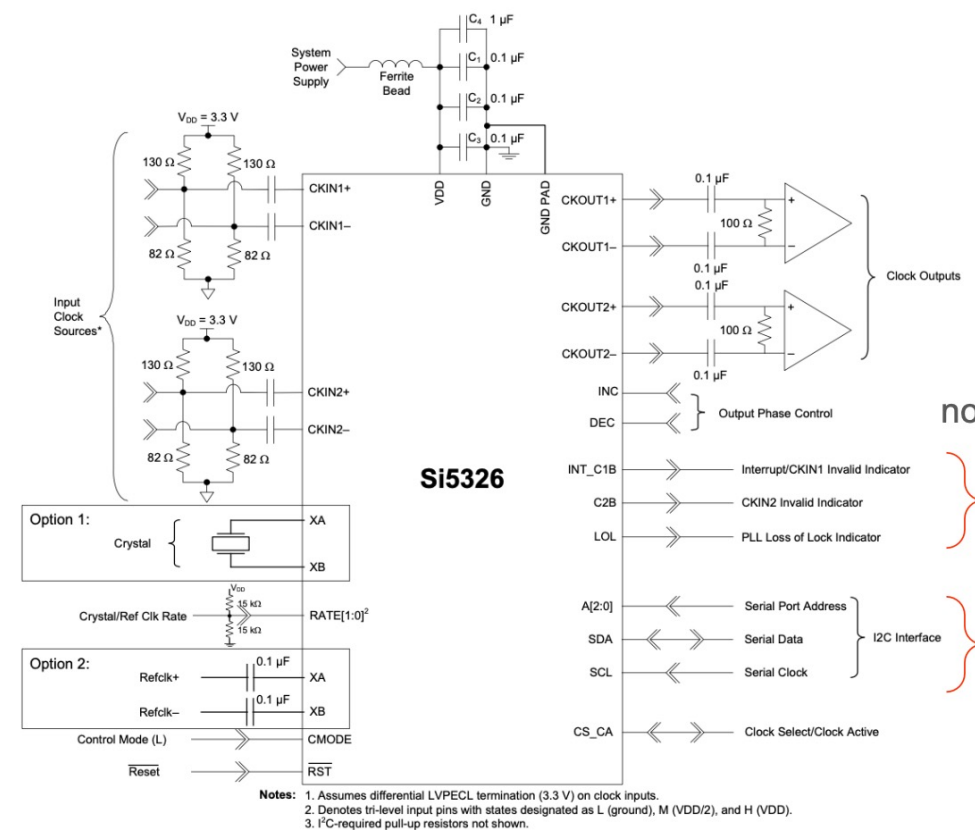 C4 1 µF
System
Power
Supply
Ferrite
Bead
C1 0.1 µF
C2 0.1 µF
C3 0.1 µF
VDD
GND
GND PAD
VDD = 3.3 V
130 Ω
130 Ω
CKIN1+
CKIN1–
82 Ω
82 Ω
Input
Clock
Sources*
VDD = 3.3 V
130 Ω
130 Ω
CKIN2+
CKIN2–
82 Ω
82 Ω
Option 1:
Crystal
XA
XB
VDD
15 kΩ
Crystal/Ref Clk Rate
RATE[1:0]²
15 kΩ
Option 2:
0.1 µF
Refclk+
XA
0.1 µF
Refclk–
XB
Control Mode (L)
CMODE
Reset
RST
Si5326
0.1 µF
CKOUT1+
+
100 Ω
CKOUT1–
–
0.1 µF
Clock Outputs
0.1 µF
CKOUT2+
+
100 Ω
CKOUT2–
–
0.1 µF
INC
Output Phase Control
DEC
no
INT_C1B Interrupt/CKIN1 Invalid Indicator
C2B CKIN2 Invalid Indicator
LOL PLL Loss of Lock Indicator
A[2:0] Serial Port Address
SDA Serial Data
I2C Interface
SCL Serial Clock
CS_CA Clock Select/Clock Active
Notes: 1. Assumes differential LVPECL termination (3.3 V) on clock inputs.
2. Denotes tri-level input pins with states designated as L (ground), M (VDD/2), and H (VDD).
3. I²C-required pull-up resistors not shown.